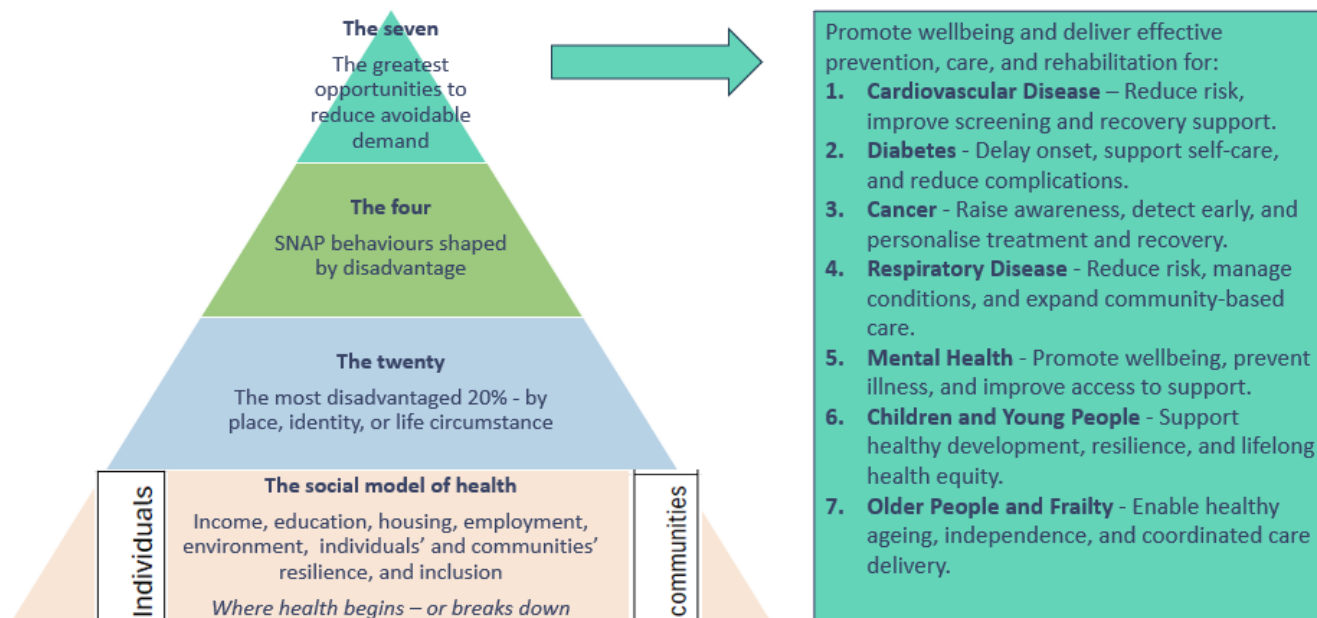 The seven
The greatest
opportunities to
reduce avoidable
demand
The four
SNAP behaviours shaped
by disadvantage
The twenty
The most disadvantaged 20% - by
place, identity, or life circumstance
Individuals
The social model of health
Income, education, housing, employment,
environment,  individuals’ and communities’
resilience, and inclusion
Where health begins – or breaks down
communities
Promote wellbeing and deliver effective
prevention, care, and rehabilitation for:
1. Cardiovascular Disease – Reduce risk,
improve screening and recovery support.
2. Diabetes - Delay onset, support self-care,
and reduce complications.
3. Cancer - Raise awareness, detect early, and
personalise treatment and recovery.
4. Respiratory Disease - Reduce risk, manage
conditions, and expand community-based
care.
5. Mental Health - Promote wellbeing, prevent
illness, and improve access to support.
6. Children and Young People - Support
healthy development, resilience, and lifelong
health equity.
7. Older People and Frailty - Enable healthy
ageing, independence, and coordinated care
delivery.